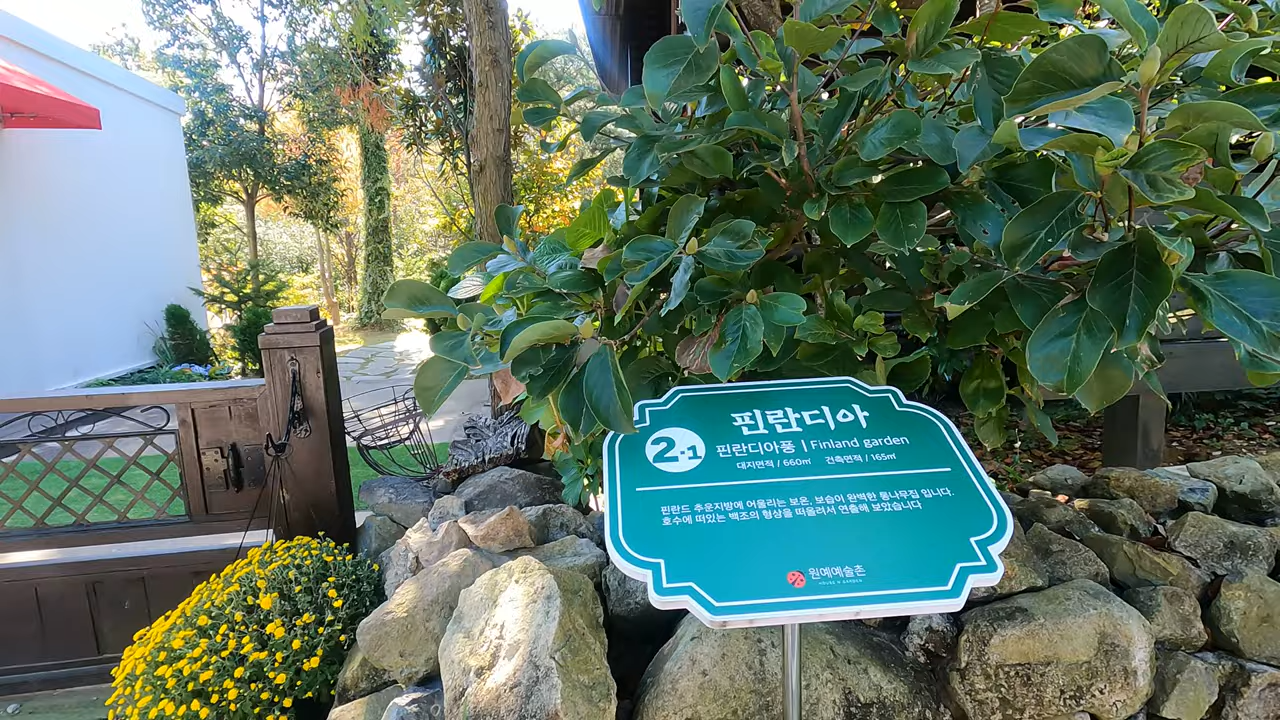 핀란디아
2-1
핀란디아풍 | Finland garden
대지면적 / 660㎡ 건축면적 / 165㎡
핀란드 추운지방에 어울리는 보온, 보습이 완벽한 통나무집 입니다.
호수에 떠있는 백조의 형상을 떠올려서 연출해 보았습니다
원예예술촌
HOUSE N GARDEN